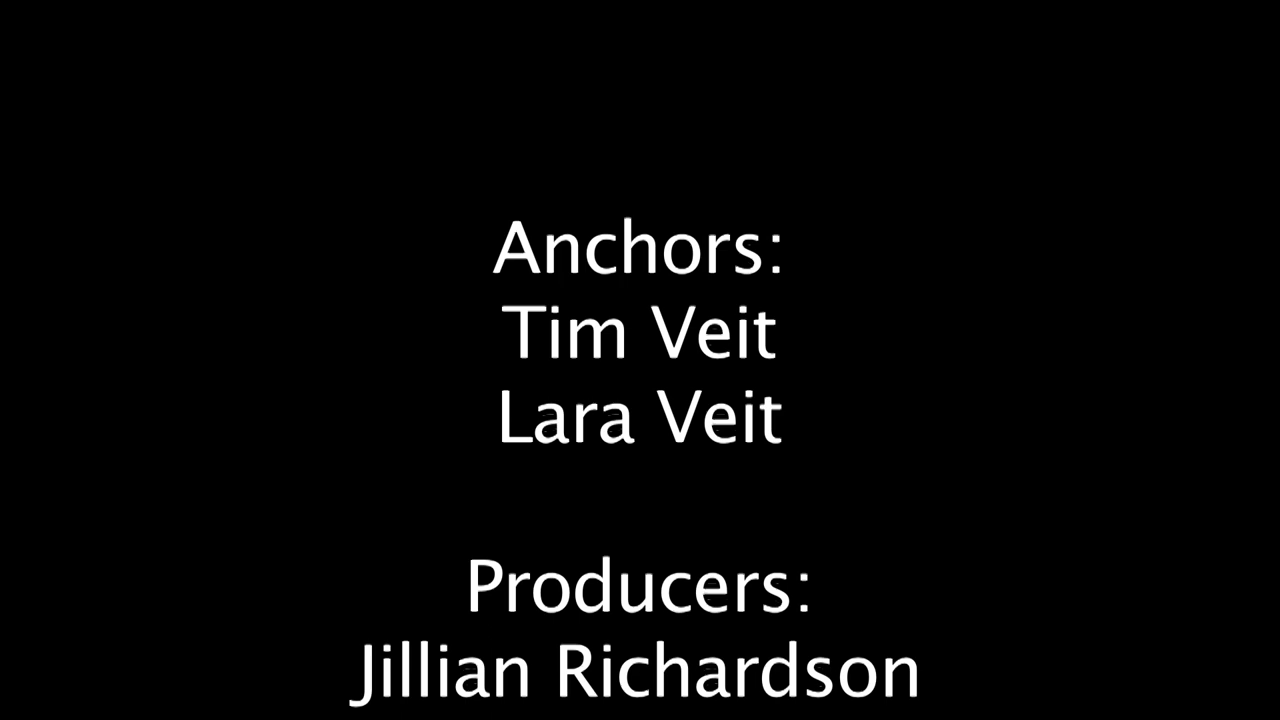 Anchors:
Tim Veit
Lara Veit
Producers:
Jillian Richardson